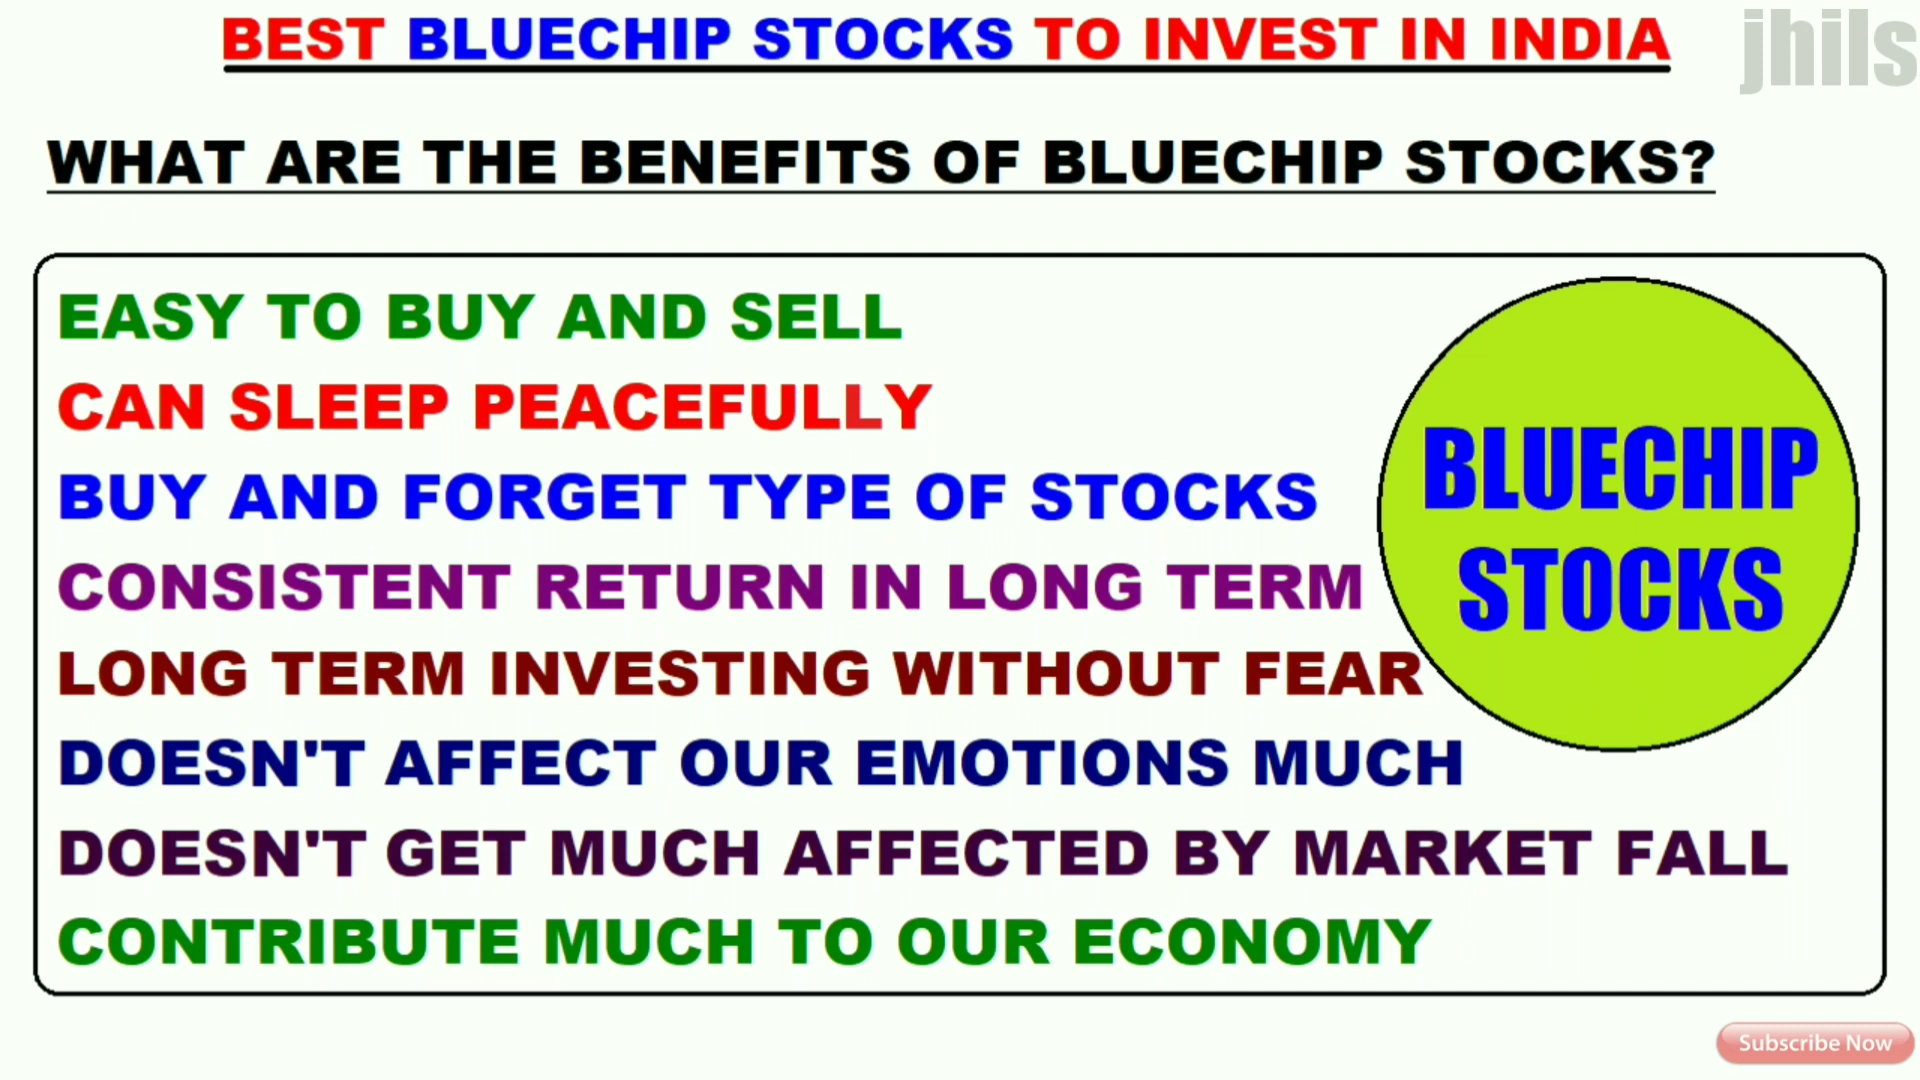 BEST BLUECHIP STOCKS TO INVEST IN INDIA
jhils
WHAT ARE THE BENEFITS OF BLUECHIP STOCKS?
EASY TO BUY AND SELL
CAN SLEEP PEACEFULLY
BUY AND FORGET TYPE OF STOCKS
CONSISTENT RETURN IN LONG TERM
LONG TERM INVESTING WITHOUT FEAR
DOESN'T AFFECT OUR EMOTIONS MUCH
DOESN'T GET MUCH AFFECTED BY MARKET FALL
CONTRIBUTE MUCH TO OUR ECONOMY
BLUECHIP
STOCKS
Subscribe Now